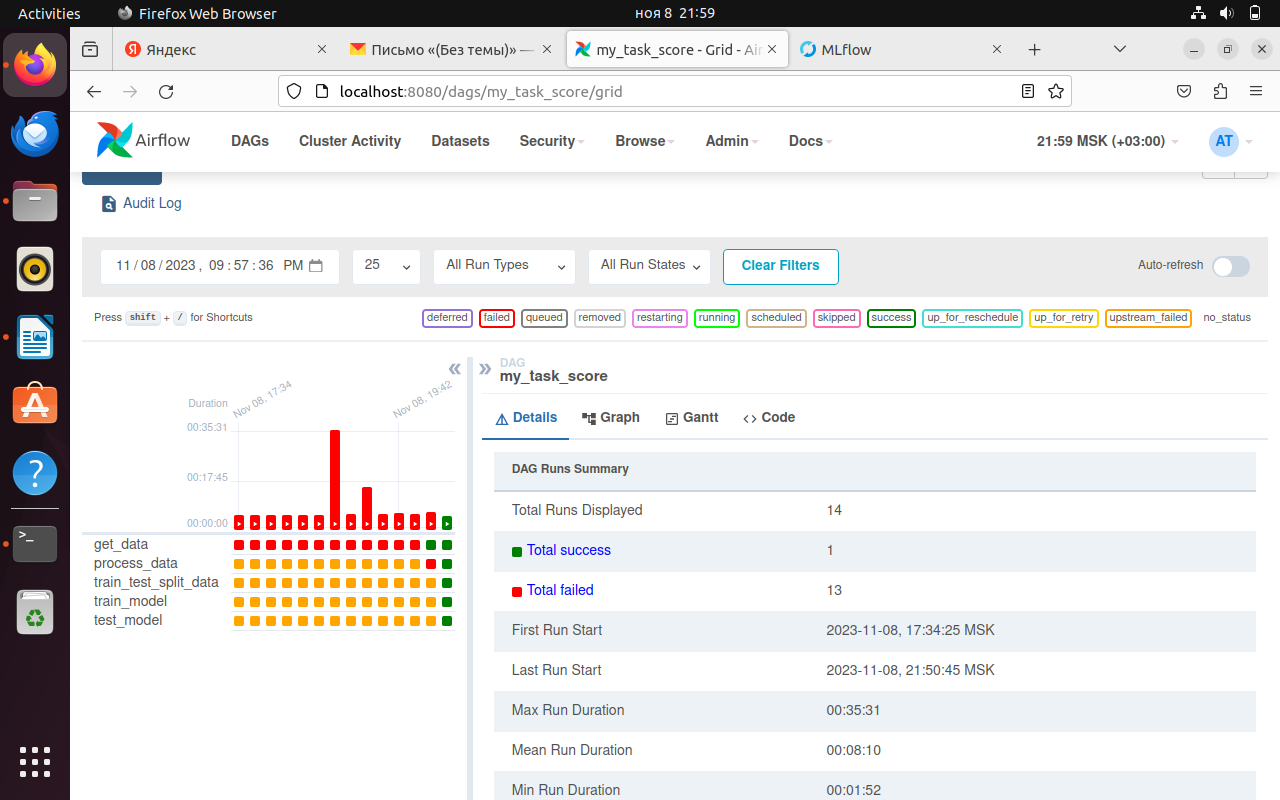 Activities Firefox Web Browser ноя 8 21:59
Яндекс Письмо «(Без темы)» — my_task_score - Grid - Air MLflow
localhost:8080/dags/my_task_score/grid
Airflow DAGs Cluster Activity Datasets Security Browse Admin Docs 21:59 MSK (+03:00) AT
Audit Log
11/08/2023, 09:57:36 PM 25 All Run Types All Run States Clear Filters Auto-refresh
Press shift + / for Shortcuts deferred failed queued removed restarting running scheduled skipped success up_for_reschedule up_for_retry upstream_failed no_status
DAG
my_task_score
Nov 08, 17:34 Nov 08, 19:42
Duration
00:35:31
00:17:45
00:00:00
get_data
process_data
train_test_split_data
train_model
test_model
Details Graph Gantt Code
DAG Runs Summary
Total Runs Displayed 14
Total success 1
Total failed 13
First Run Start 2023-11-08, 17:34:25 MSK
Last Run Start 2023-11-08, 21:50:45 MSK
Max Run Duration 00:35:31
Mean Run Duration 00:08:10
Min Run Duration 00:01:52